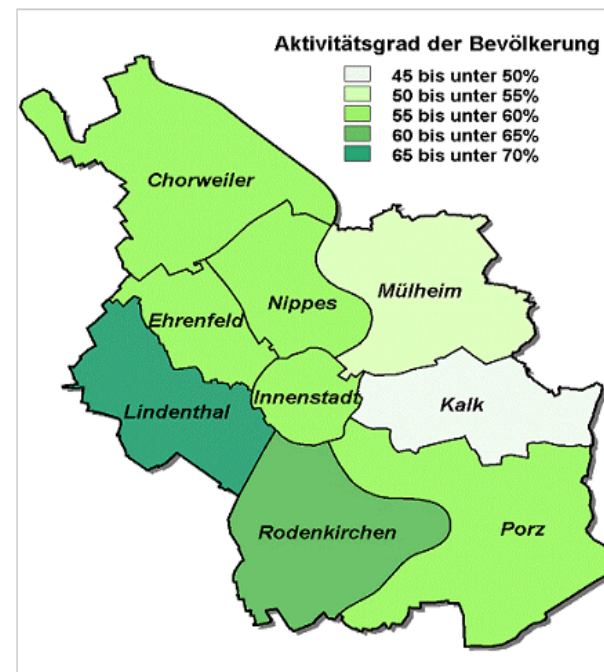 Aktivitätsgrad der Bevölkerung
45 bis unter 50%
50 bis unter 55%
55 bis unter 60%
60 bis unter 65%
65 bis unter 70%
Chorweiler
Nippes
Mülheim
Ehrenfeld
Innenstadt
Kalk
Lindenthal
Rodenkirchen
Porz